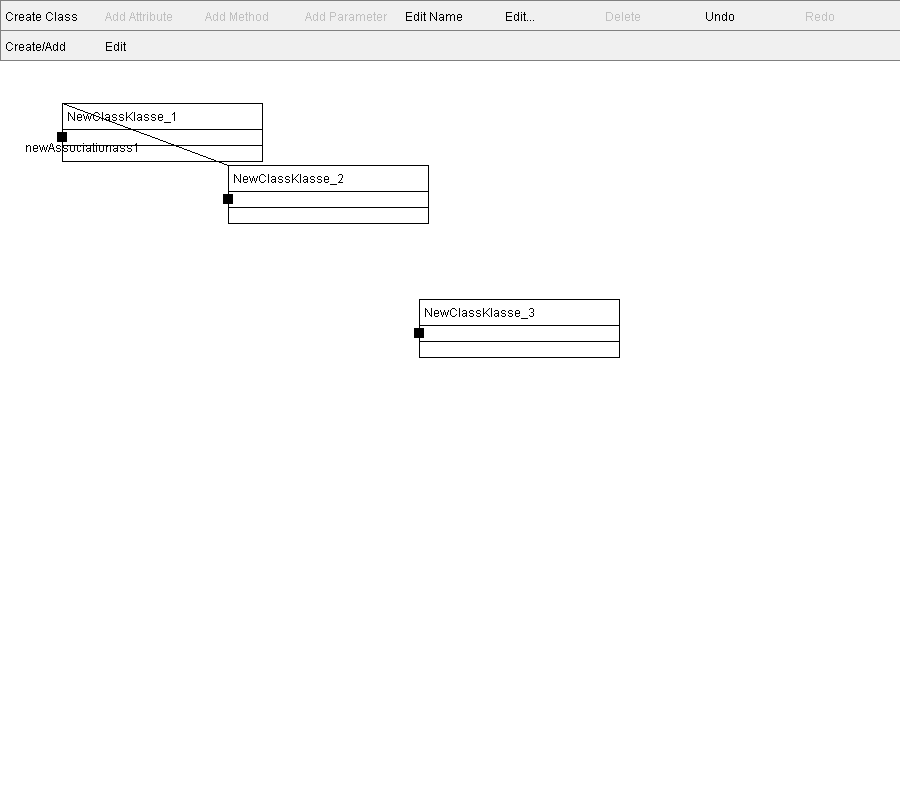 Create Class Add Attribute Add Method Add Parameter Edit Name Edit... Delete Undo Redo
Create/Add Edit
NewClassKlasse_1
newAssociationass1
NewClassKlasse_2
NewClassKlasse_3